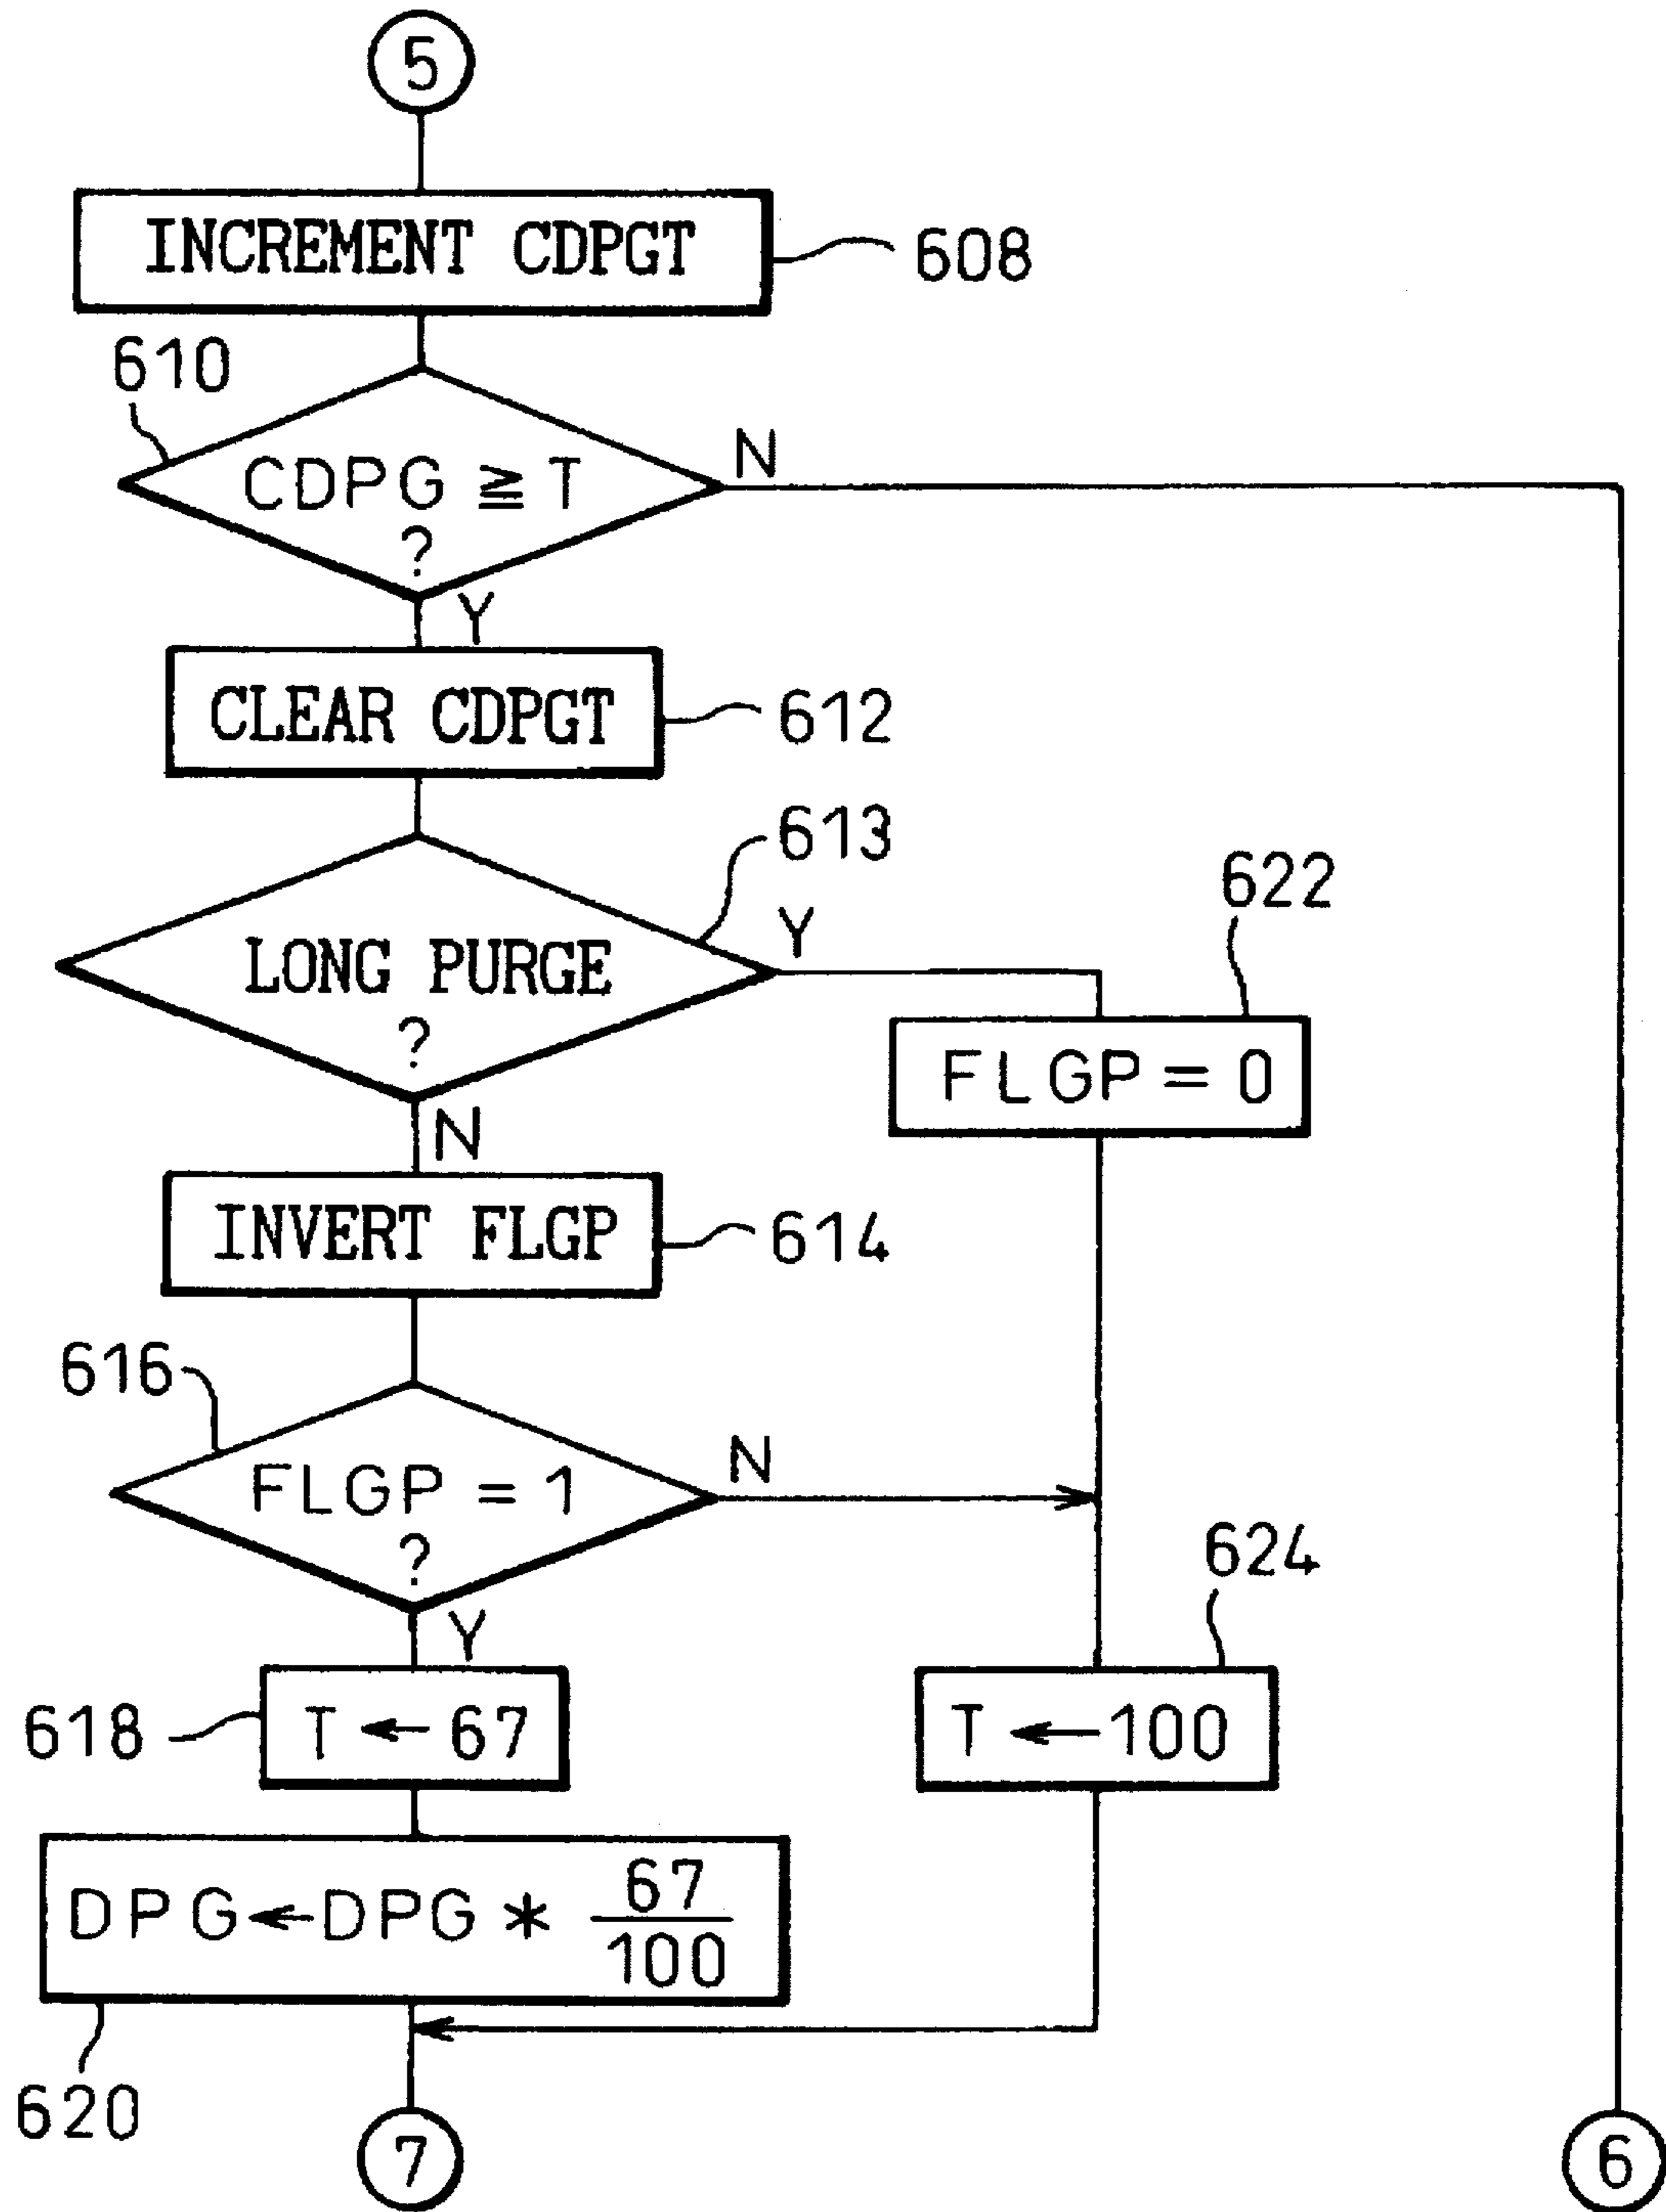 5
INCREMENT CDPGT
608
610
CDPG ≧ T
?
N
Y
CLEAR CDPGT
612
613
LONG PURGE
?
Y
622
FLGP = 0
N
INVERT FLGP
614
616
FLGP = 1
?
N
624
Y
618
T ← 67
T ← 100
DPG ← DPG * 67/100
620
7
6